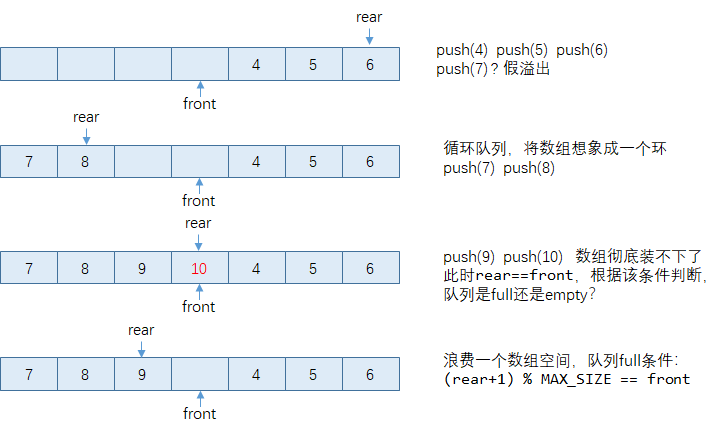 rear
4 5 6
front
push(4) push(5) push(6)
push(7)?假溢出
rear
7 8 4 5 6
front
循环队列，将数组想象成一个环
push(7) push(8)
rear
7 8 9 10 4 5 6
front
push(9) push(10) 数组彻底装不下了
此时rear==front，根据该条件判断，
队列是full还是empty？
rear
7 8 9 4 5 6
front
浪费一个数组空间，队列full条件：
(rear+1) % MAX_SIZE == front